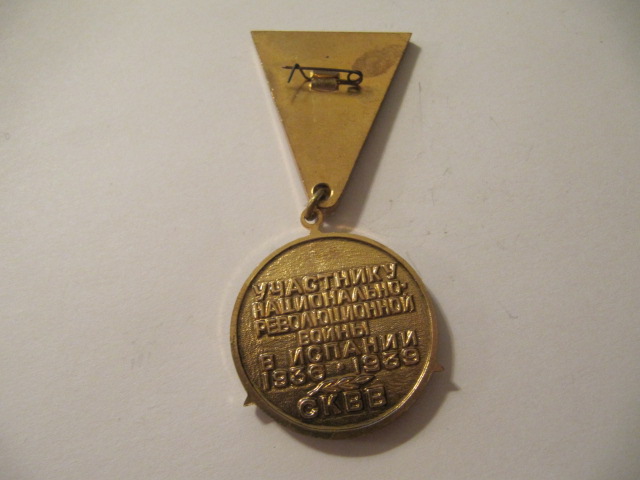 УЧАСТНИКУ
НАЦИОНАЛЬНО-
РЕВОЛЮЦИОННОЙ
ВОЙНЫ
В ИСПАНИИ
1936 • 1939
СКВВ